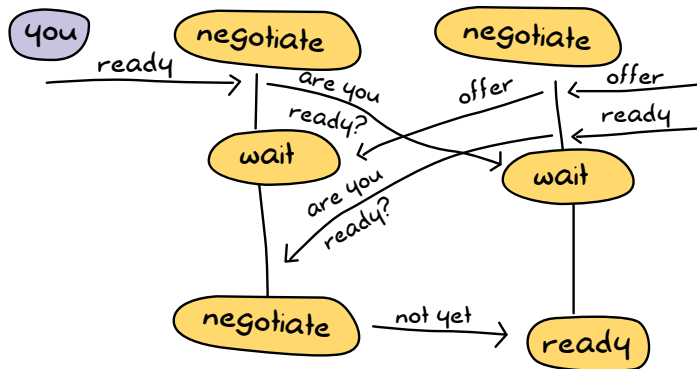 you
negotiate
negotiate
ready
are you
ready?
offer
offer
ready
wait
wait
are you
ready?
negotiate
not yet
ready